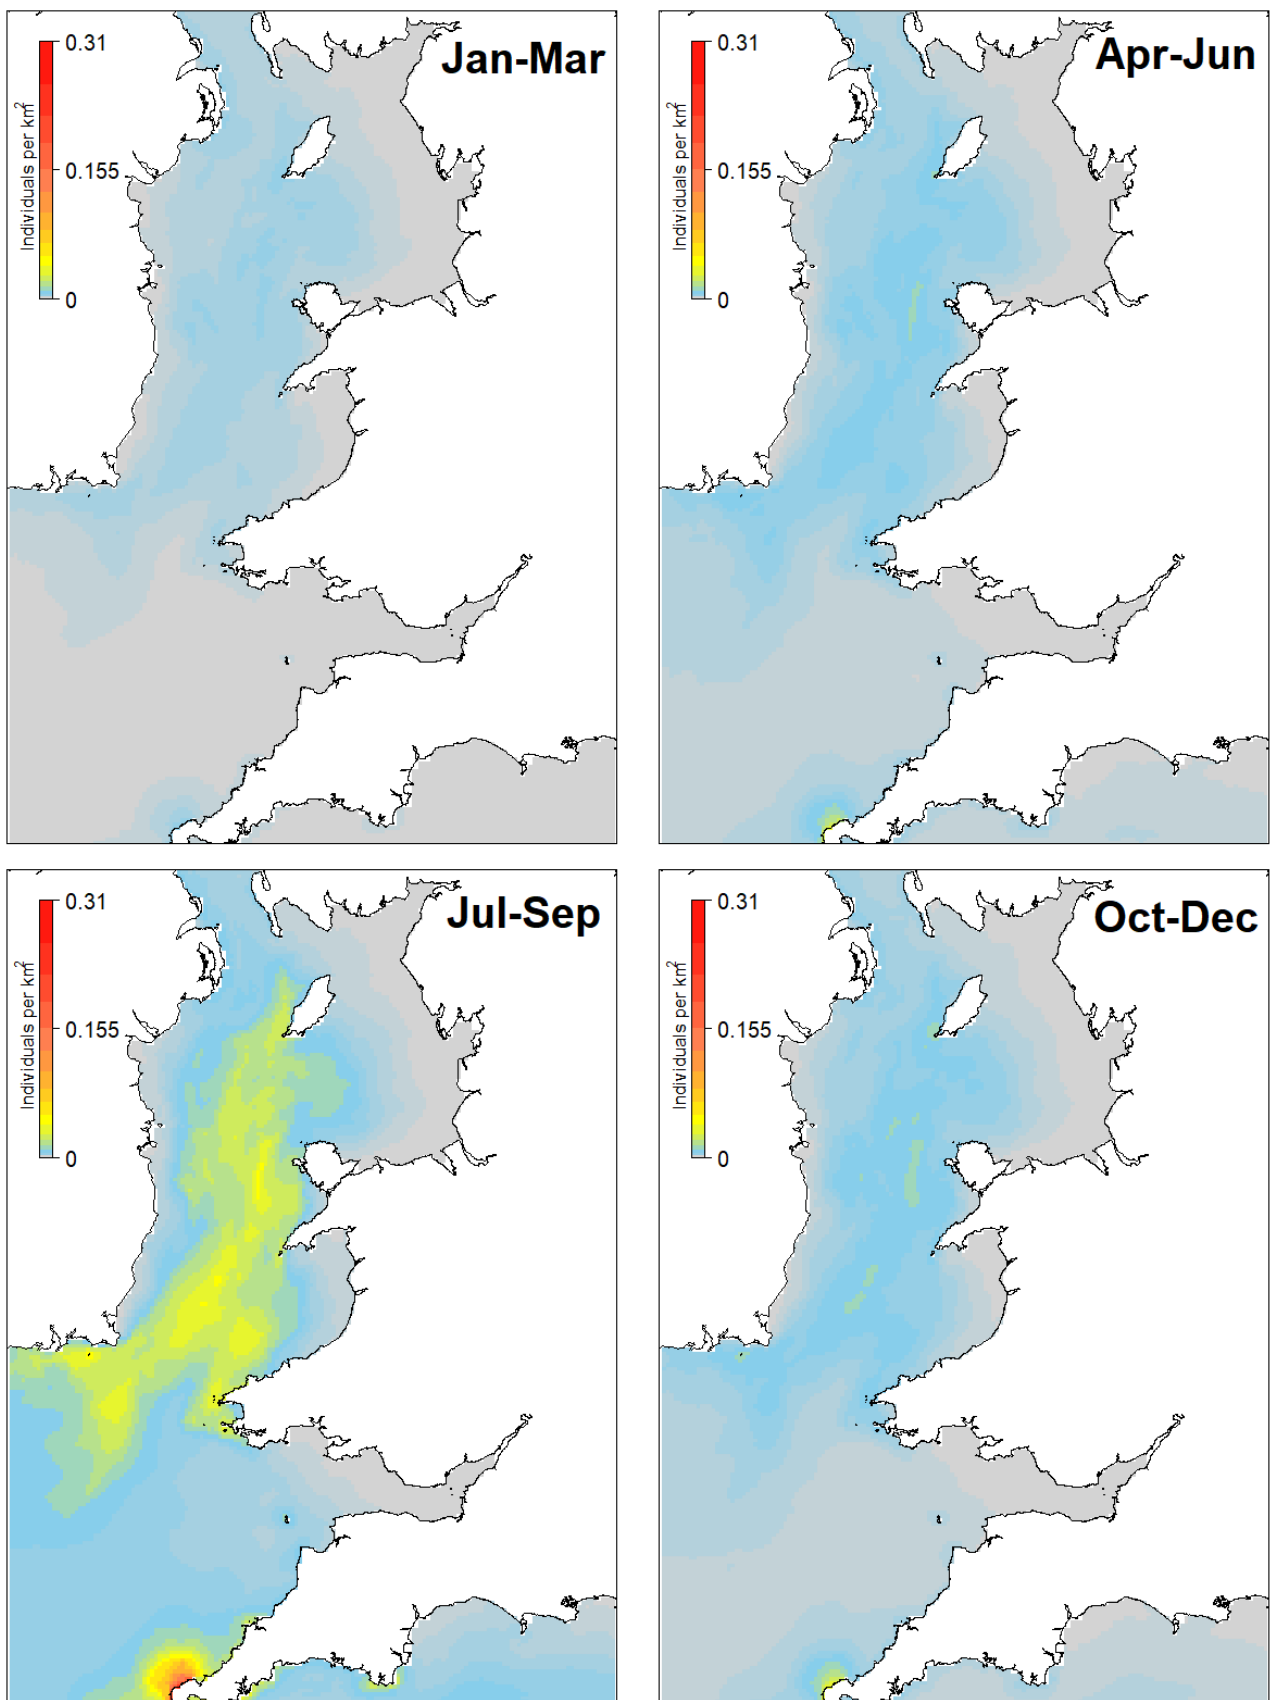 Jan-Mar
0.31
0.155
0
Individuals per km2
Apr-Jun
0.31
0.155
0
Individuals per km2
Jul-Sep
0.31
0.155
0
Individuals per km2
Oct-Dec
0.31
0.155
0
Individuals per km2